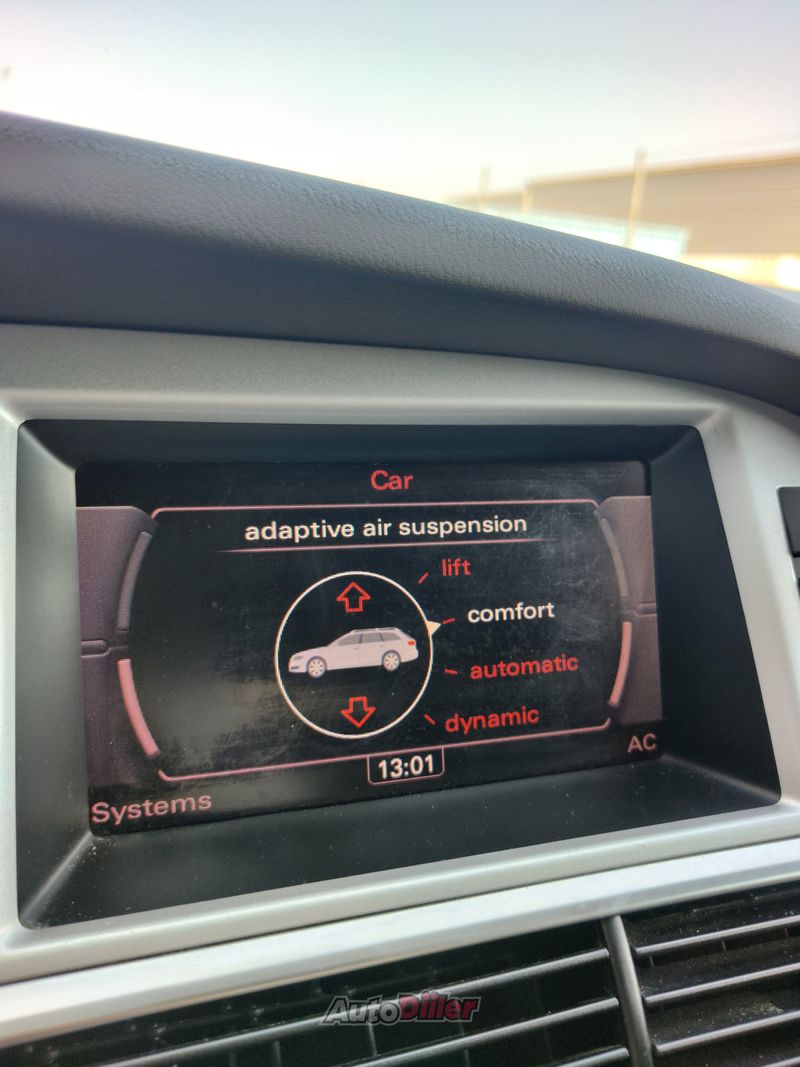 Car
adaptive air suspension
lift
comfort
automatic
dynamic
13:01
AC
Systems
AutoDiller